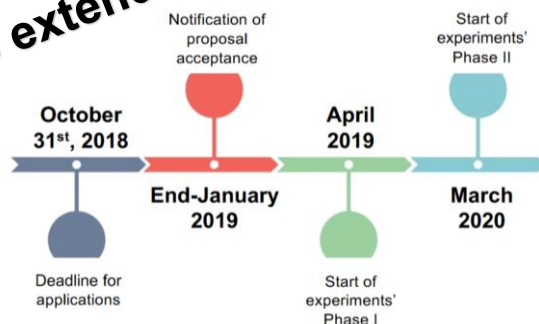 Notification of
proposal
acceptance
Start of
experiments'
Phase II
October
31st, 2018
April
2019
End-January
2019
March
2020
Deadline for
applications
Start of
experiments'
Phase I